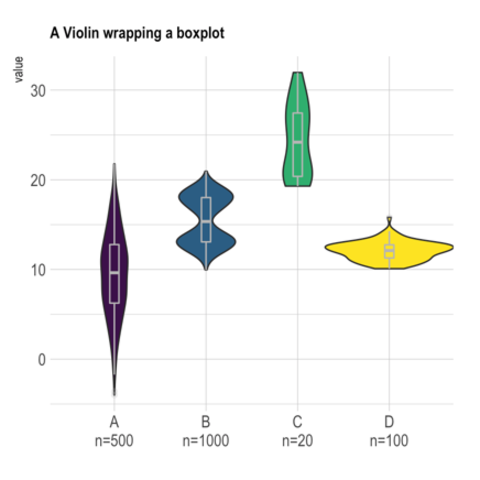 A Violin wrapping a boxplot
value
30
20
10
0
A B C D
n=500 n=1000 n=20 n=100